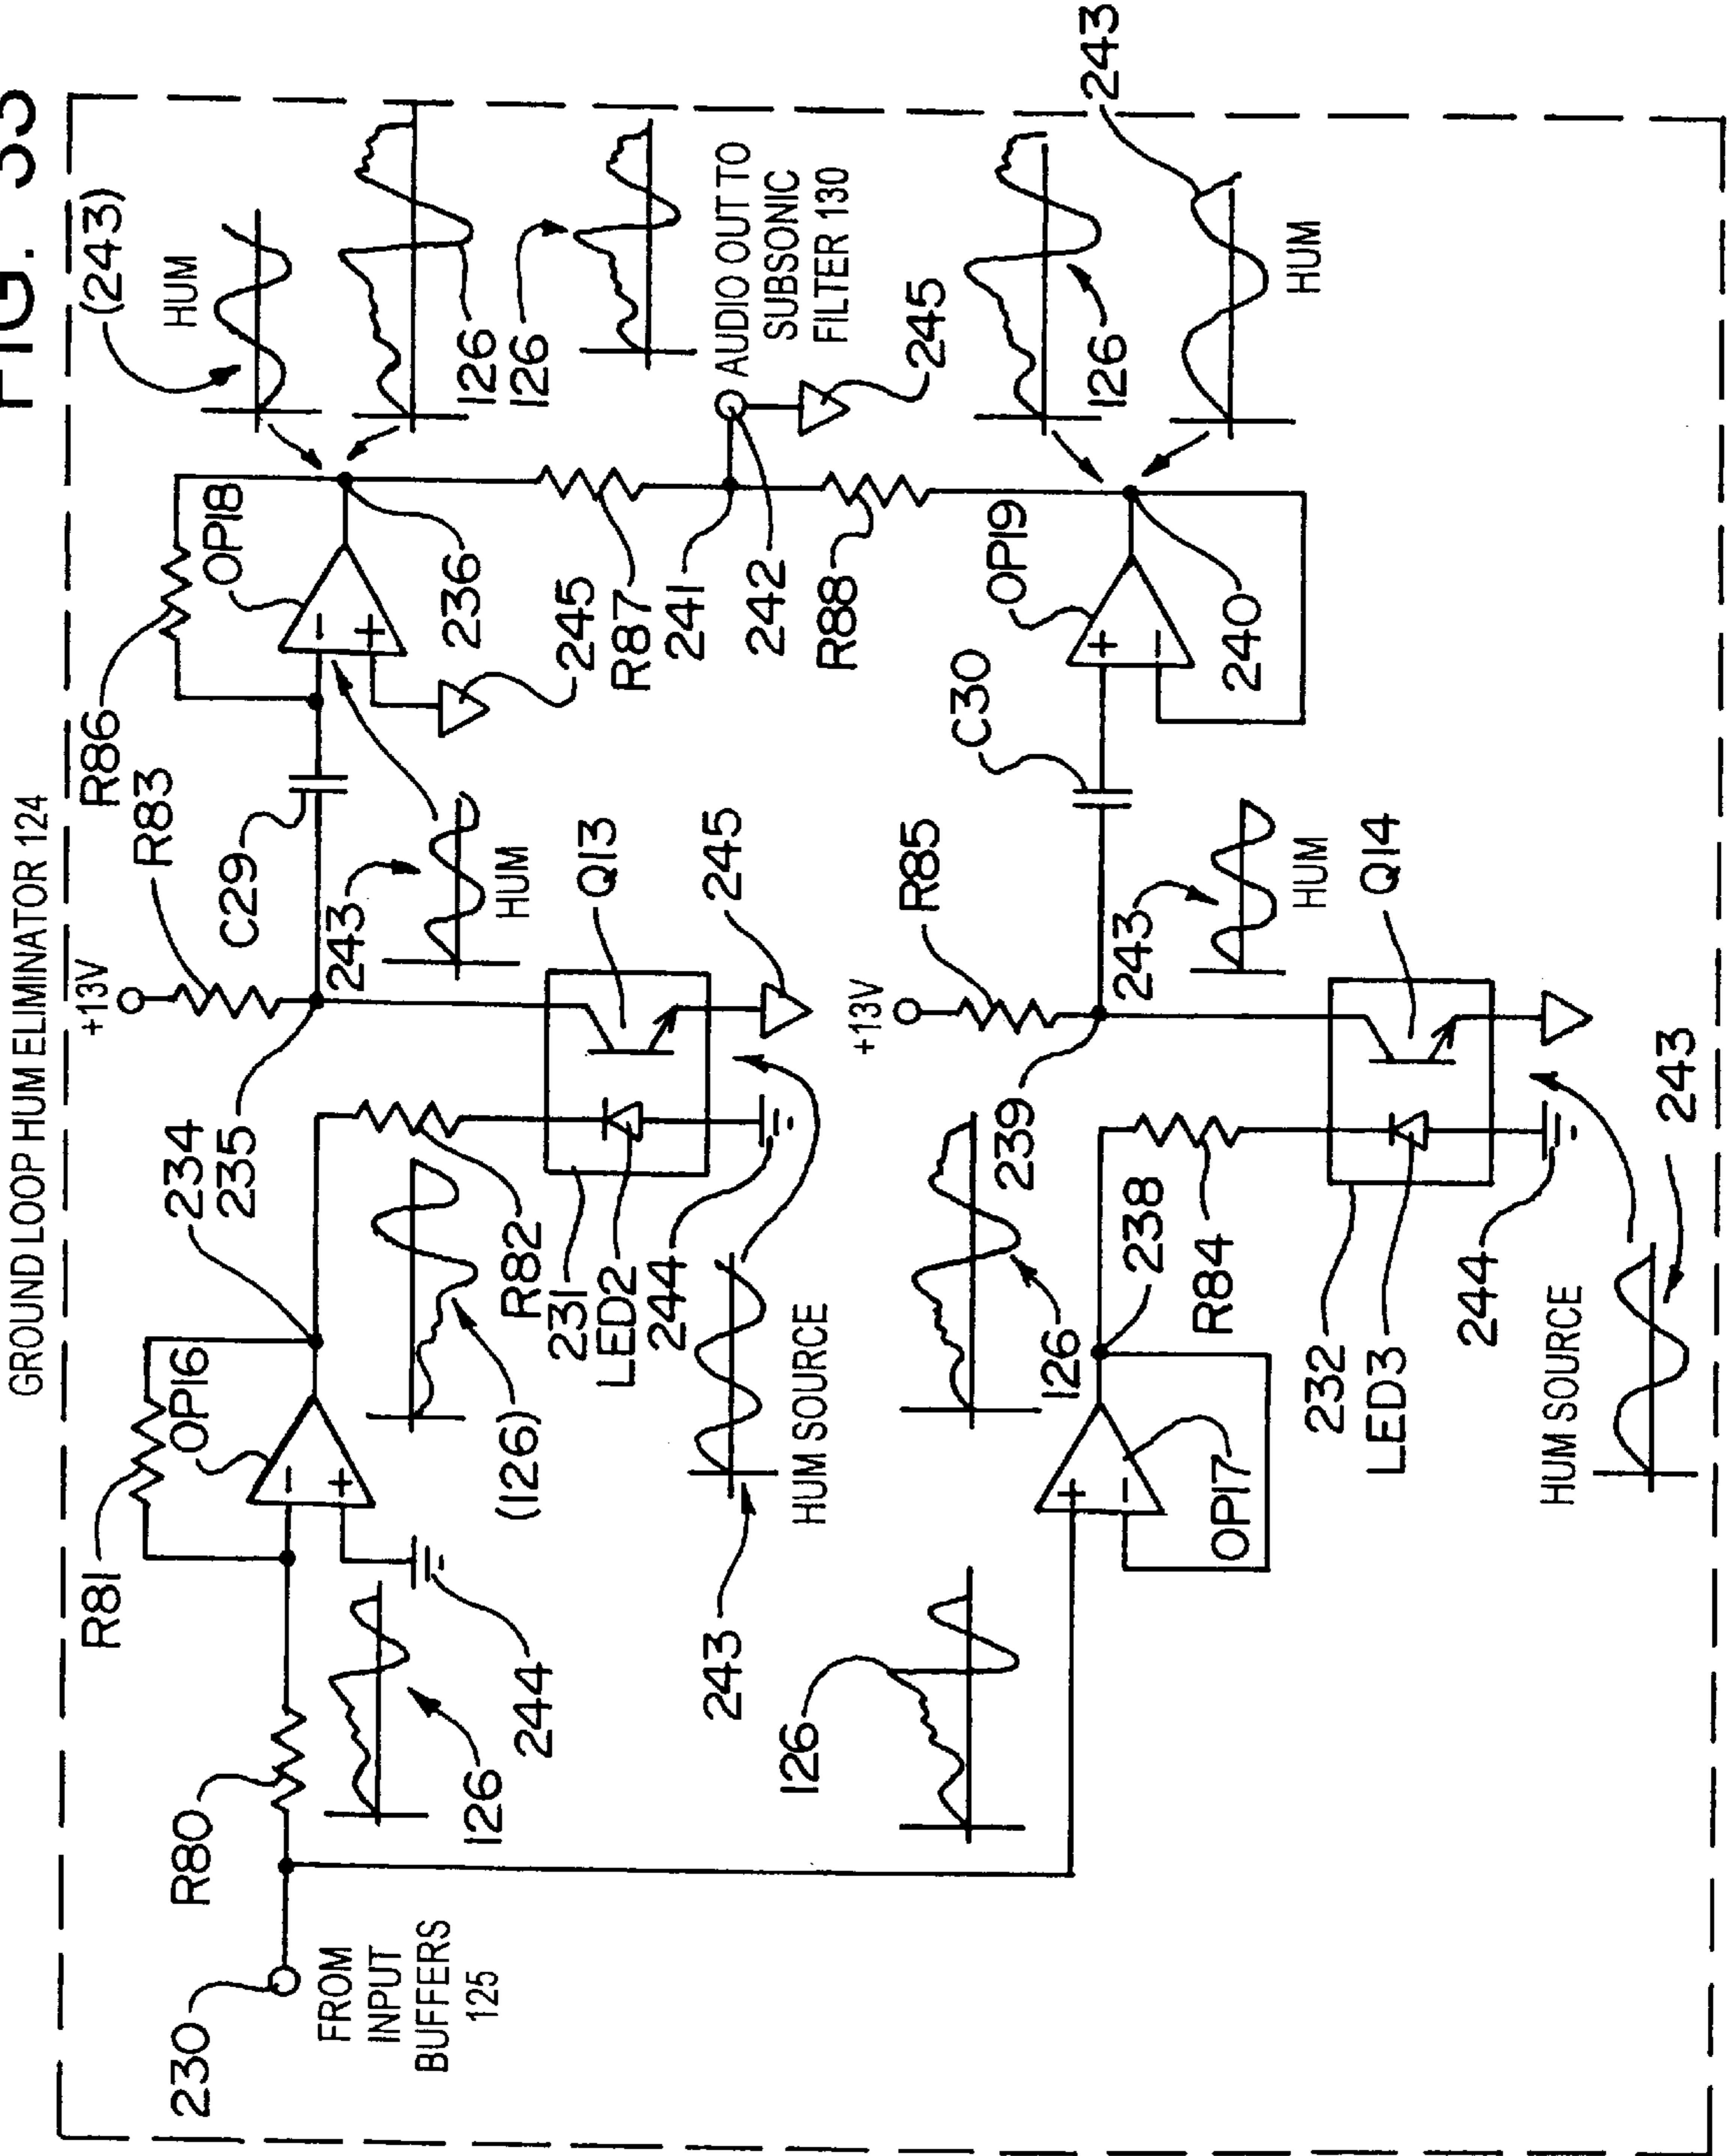 FIG.
GROUND LOOP HUM ELIMINATOR 124
R81
R80
230
FROM
INPUT
BUFFERS
125
126
244
OP16
(126)
234
235
+13V
R83
R86
C29
243
HUM
OP18
245
236
(243)
HUM
126
126
R82
231
LED2
244
243
HUM SOURCE
Q13
245
R87
241
242
AUDIO OUT TO
SUBSONIC
FILTER 130
245
R88
126
126
OP17
238
239
+13V
R85
243
HUM
C30
OP19
240
126
243
HUM
R84
232
LED3
244
Q14
HUM SOURCE
243